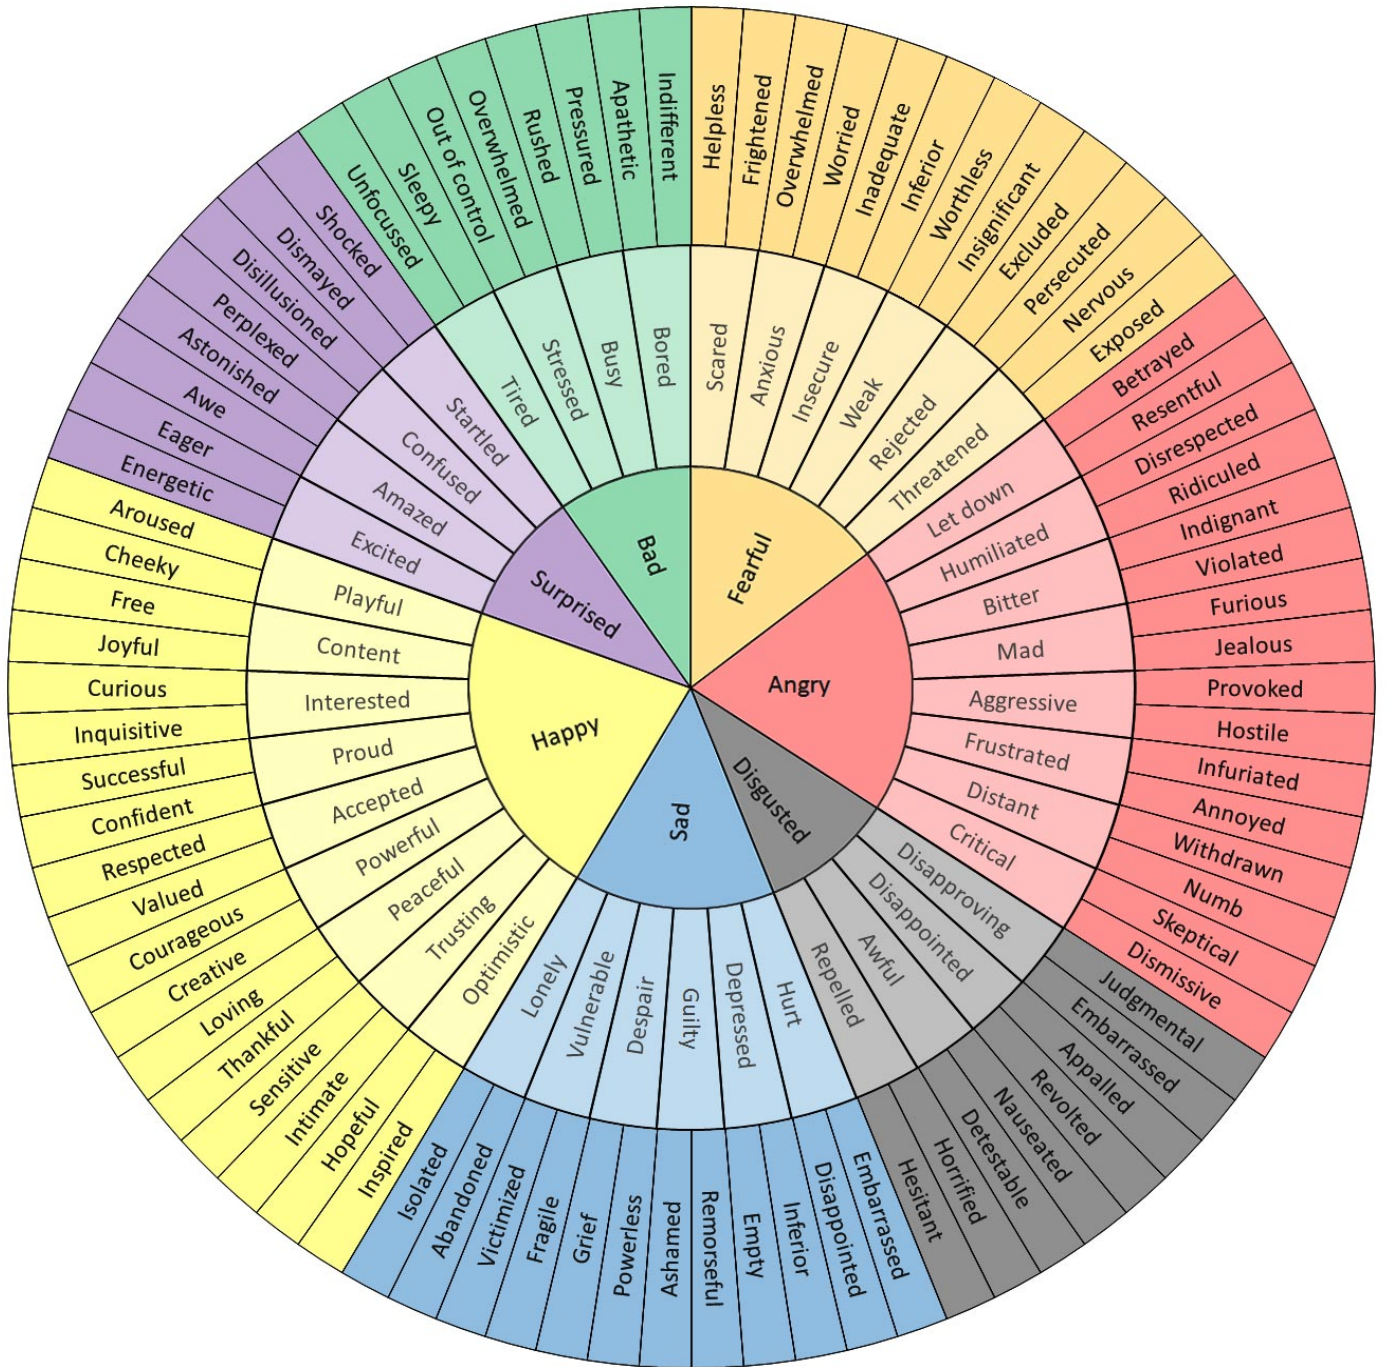 Bad
Fearful
Angry
Disgusted
Sad
Happy
Surprised
Scared
Anxious
Insecure
Weak
Rejected
Threatened
Let down
Humiliated
Bitter
Mad
Aggressive
Frustrated
Distant
Critical
Disapproving
Disappointed
Awful
Repelled
Hurt
Depressed
Guilty
Despair
Vulnerable
Lonely
Optimistic
Trusting
Peaceful
Powerful
Accepted
Proud
Interested
Content
Playful
Excited
Amazed
Confused
Startled
Tired
Stressed
Busy
Bored
Helpless
Frightened
Overwhelmed
Worried
Inadequate
Inferior
Worthless
Insignificant
Excluded
Persecuted
Nervous
Exposed
Betrayed
Resentful
Disrespected
Ridiculed
Indignant
Violated
Furious
Jealous
Provoked
Hostile
Infuriated
Annoyed
Withdrawn
Numb
Skeptical
Dismissive
Judgmental
Embarrassed
Appalled
Revolted
Nauseated
Detestable
Horrified
Hesitant
Embarrassed
Disappointed
Inferior
Empty
Remorseful
Ashamed
Powerless
Grief
Fragile
Victimized
Abandoned
Isolated
Inspired
Hopeful
Intimate
Sensitive
Thankful
Loving
Creative
Courageous
Valued
Respected
Confident
Successful
Inquisitive
Curious
Joyful
Free
Cheeky
Aroused
Energetic
Eager
Awe
Astonished
Perplexed
Disillusioned
Dismayed
Shocked
Unfocussed
Sleepy
Out of control
Overwhelmed
Rushed
Pressured
Apathetic
Indifferent